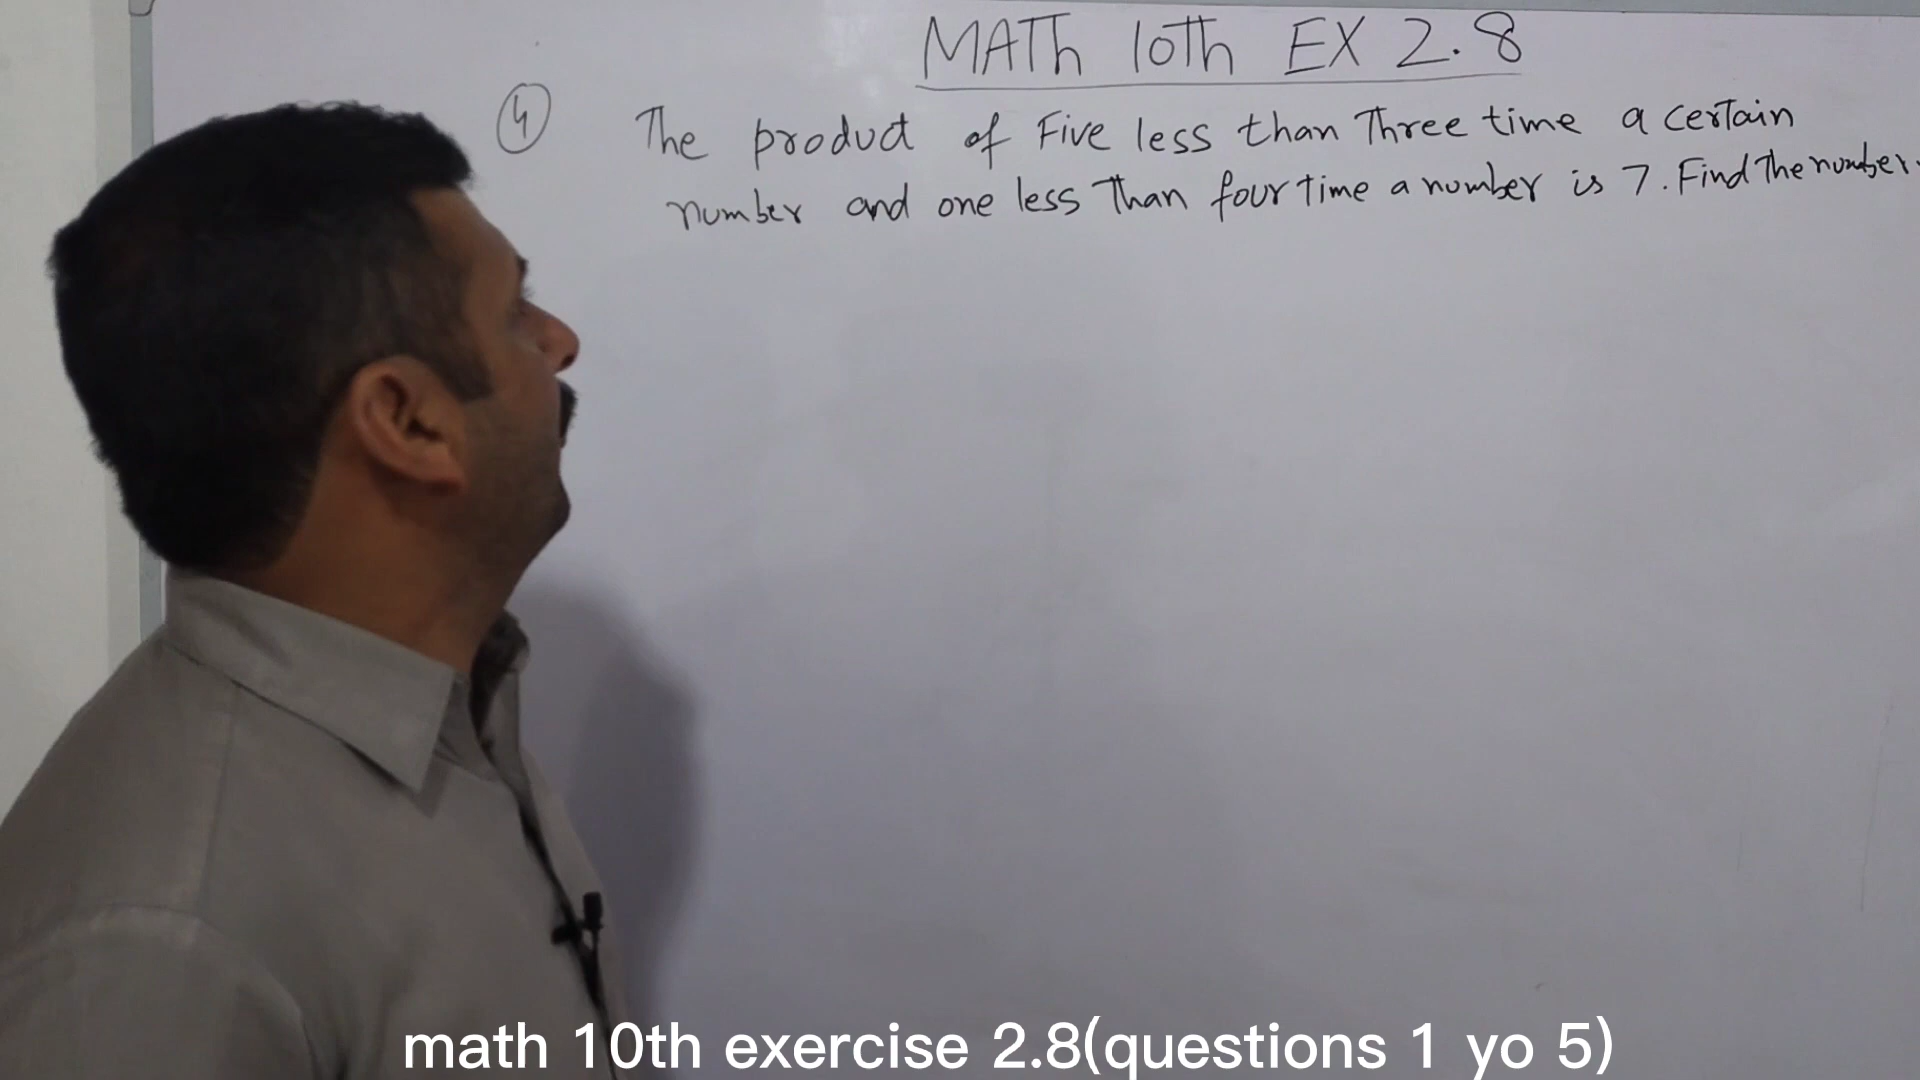 MATh 10th EX 2.8
4 The product of Five less than Three time a certain
number and one less Than four time a number is 7. Find The number.
math 10th exercise 2.8(questions 1 yo 5)